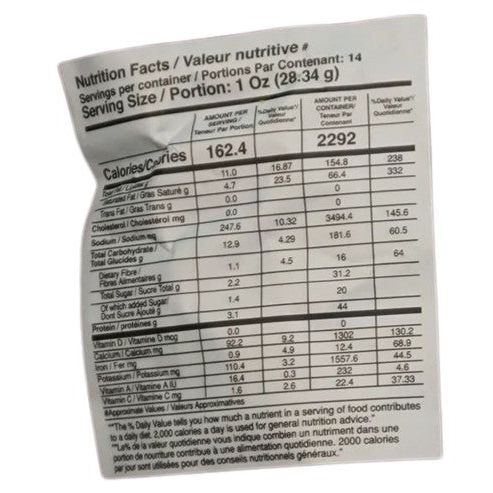 Nutrition Facts / Valeur nutritive #
Servings per container / Portions Par Contenant: 14
Serving Size / Portion: 1 Oz (28.34 g)
AMOUNT PER SERVING / Teneur Par Portion %Daily Value*/ Valeur Quotidienne* AMOUNT PER CONTAINER/ Teneur Par Contenant %Daily Value*/ Valeur Quotidienne*
Calories/Calories 162.4 2292
11.0 16.87 154.8 238
Saturated Fat / Gras Saturé g 4.7 23.5 66.4 332
Trans Fat / Gras Trans g 0.0 0
Cholesterol / Cholestérol mg 0.0 0
Sodium / Sodium mg 247.6 10.32 3494.4 145.6
Total Carbohydrate /
Total Glucides g 12.9 4.29 181.6 60.5
Dietary Fibre /
Fibres Alimentaires g 1.1 4.5 16 64
Total Sugar / Sucre Total g 2.2 31.2
Of which added Sugar/
Dont Sucre Ajouté g 1.4 20
Protein / protéines g 3.1 44
Vitamin D / Vitamine D mcg 0.0 0
Calcium / Calcium mg 92.2 9.2 1302 130.2
Iron / Fer mg 0.9 4.9 12.4 68.9
Potassium / Potassium mg 110.4 3.2 1557.6 44.5
Vitamin A / Vitamine A IU 16.4 0.3 232 4.6
Vitamin C / Vitamine C mg 1.6 2.6 22.4 37.33
#Approximate Values / Valeurs Approximatives
"*The % Daily Value tells you how much a nutrient in a serving of food contributes
to a daily diet. 2,000 calories a day is used for general nutrition advice."
"*Le% de la valeur quotidienne vous indique combien un nutriment dans une
portion de nourriture contribue à une alimentation quotidienne. 2000 calories
par jour sont utilisées pour des conseils nutritionnels généraux."